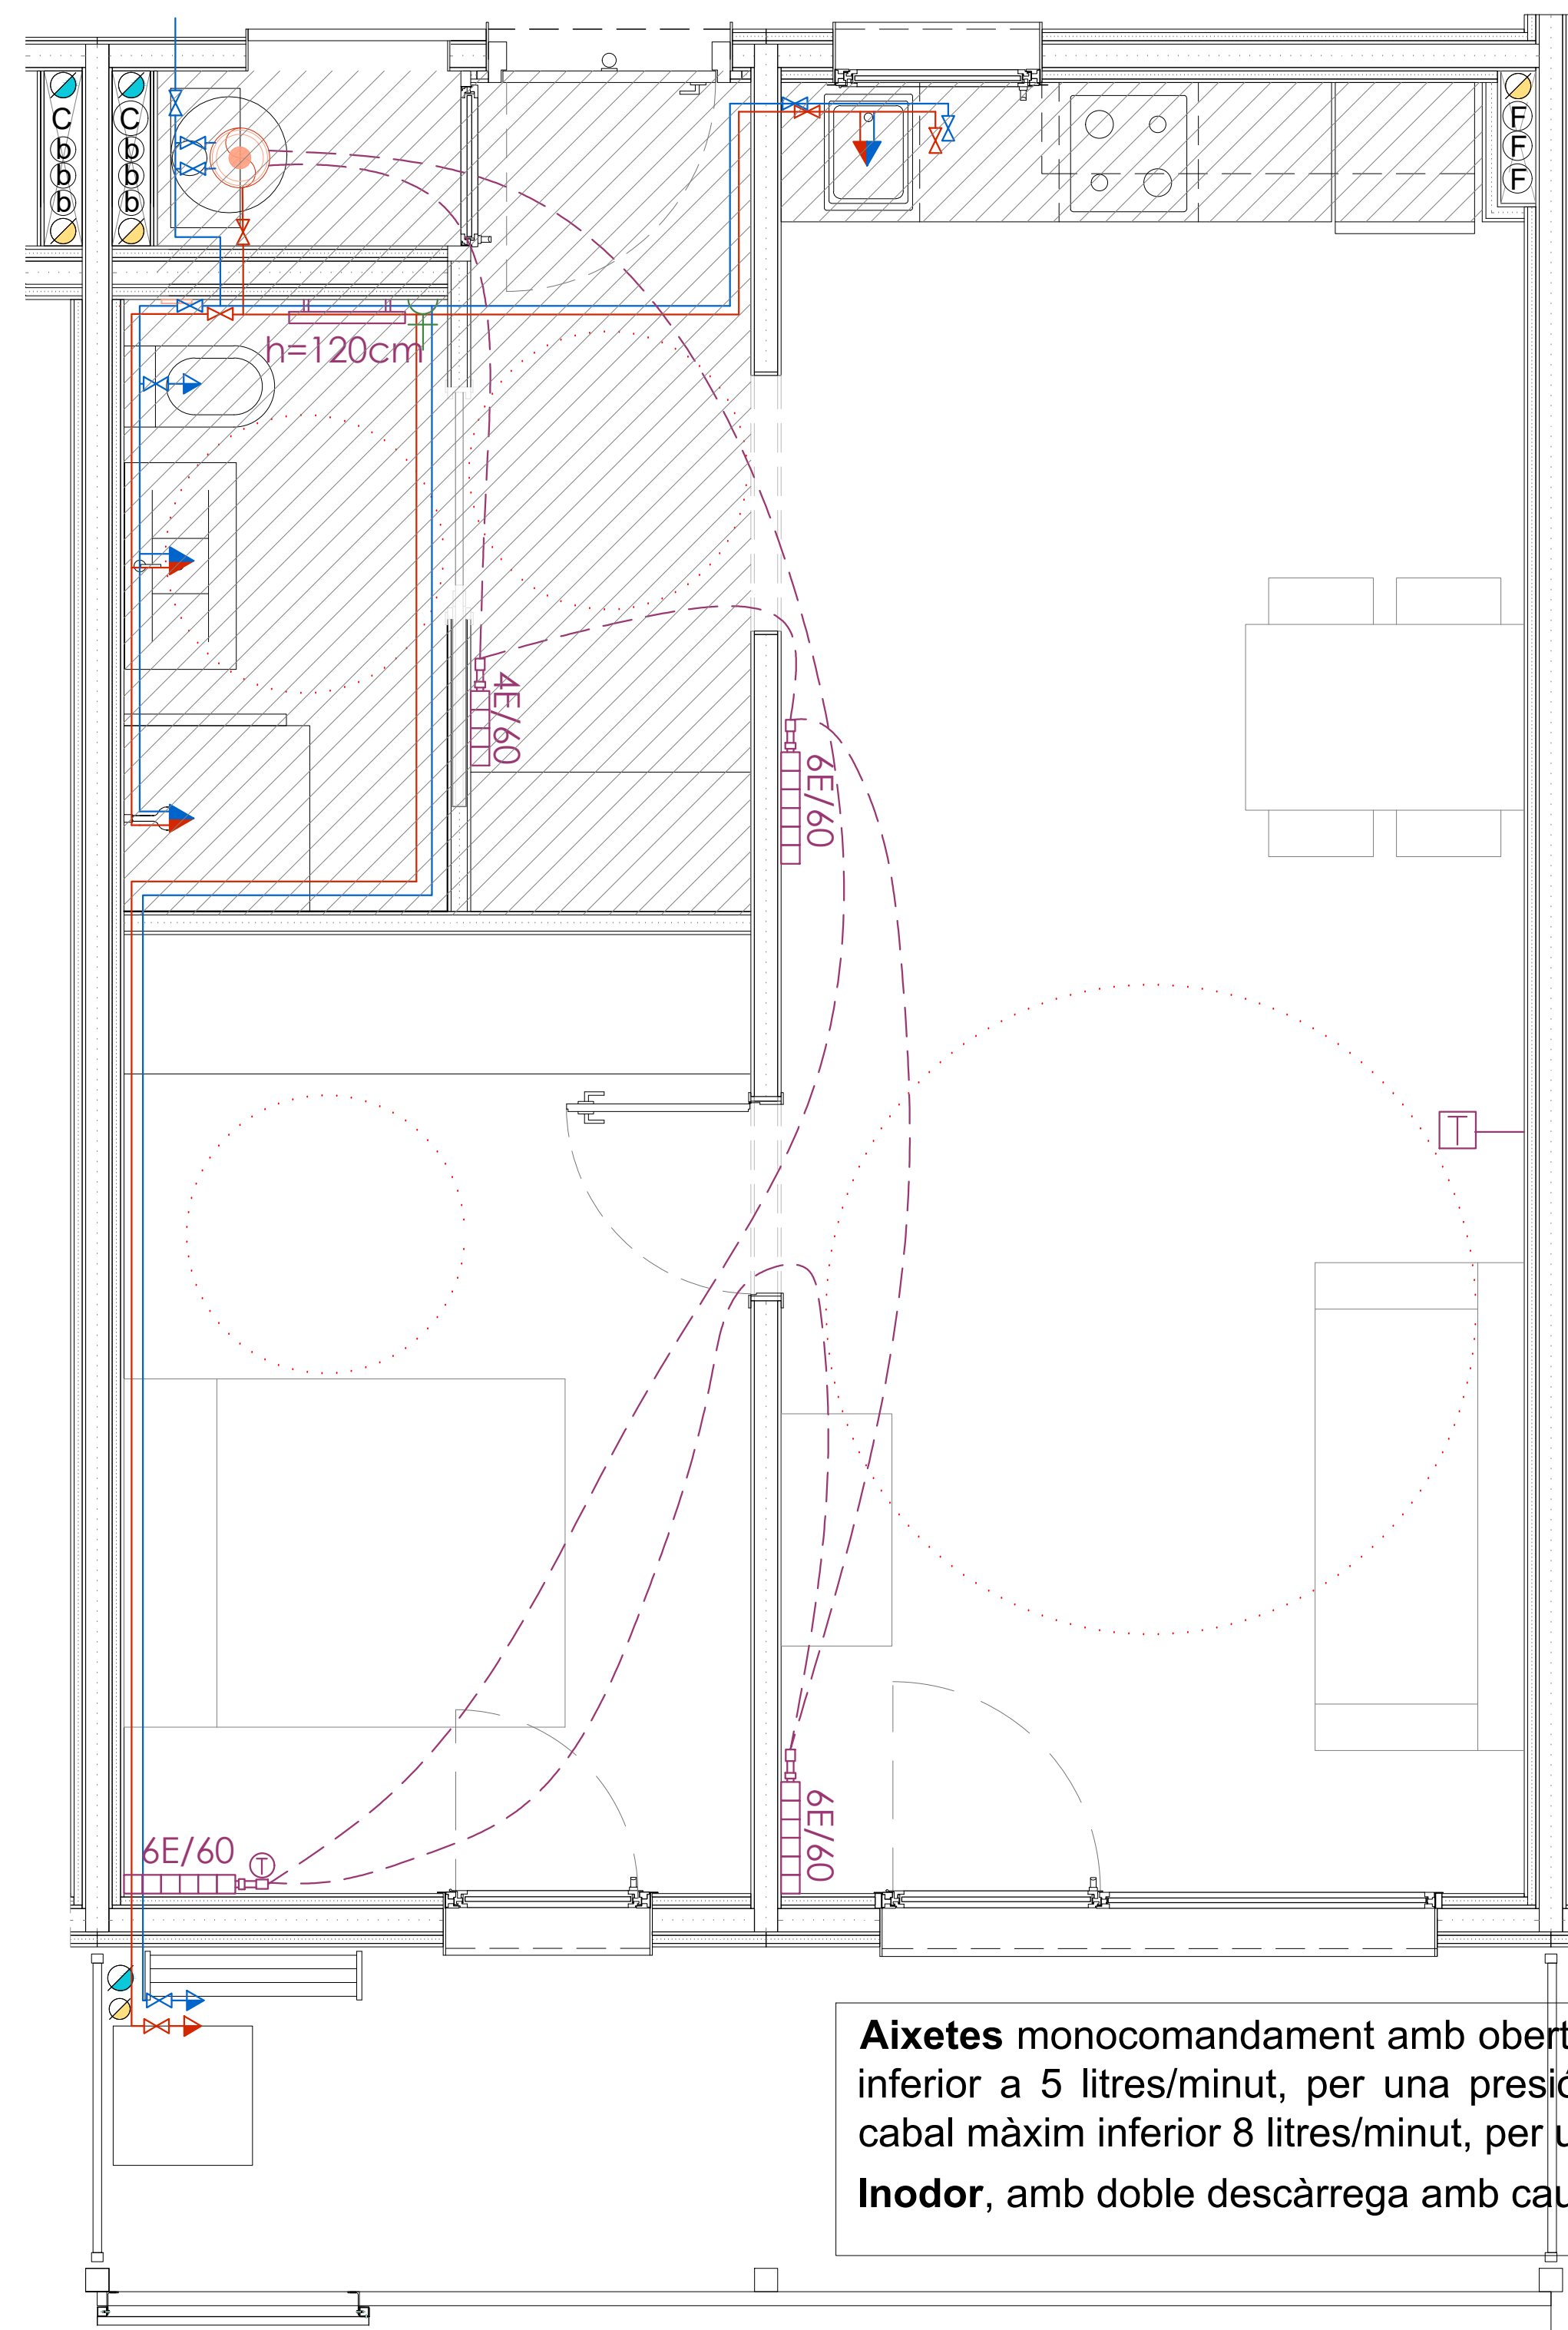 C
b
b
b
C
b
b
b
F
F
F
h=120cm
4E/60
6E/60
T
6E/60
T
6E/60
Aixetes monocomandament amb obert
inferior a 5 litres/minut, per una presió
cabal màxim inferior 8 litres/minut, per u
Inodor, amb doble descàrrega amb cau